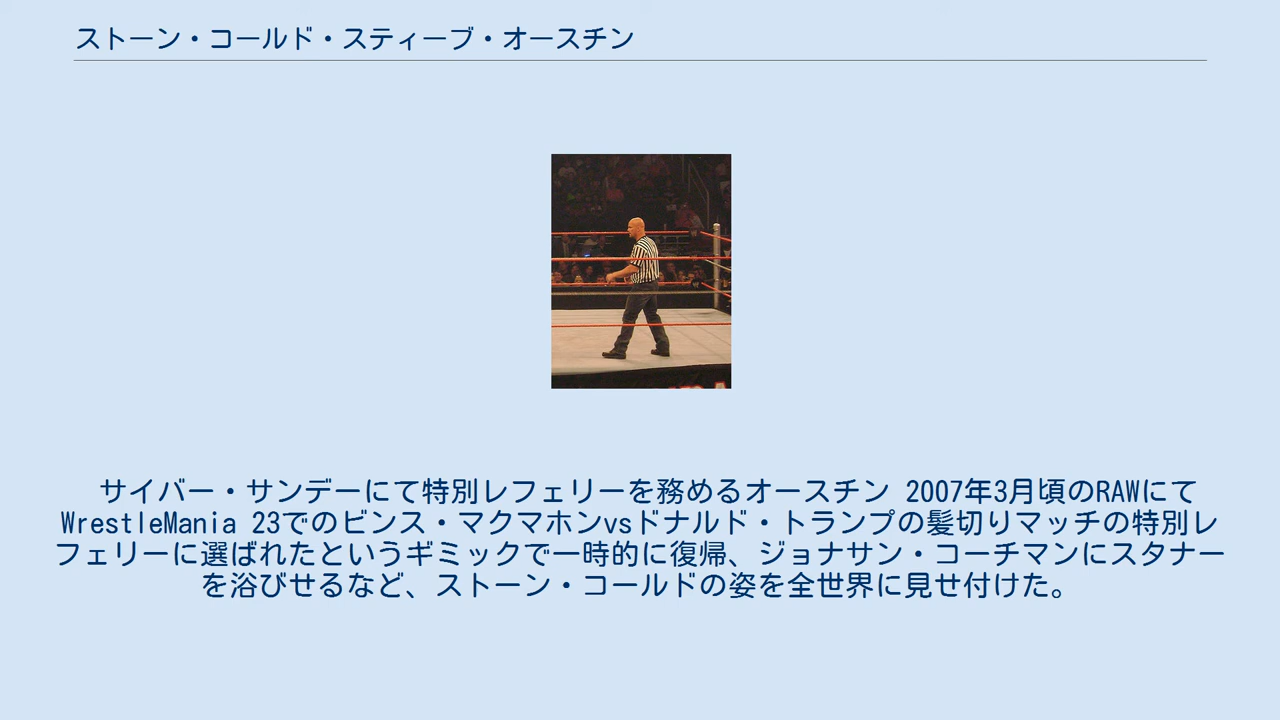 ストーン・コールド・スティーブ・オースチン
サイバー・サンデーにて特別レフェリーを務めるオースチン 2007年3月頃のRAWにて
WrestleMania 23でのビンス・マクマホンvsドナルド・トランプの髪切りマッチの特別レ
フェリーに選ばれたというギミックで一時的に復帰、ジョナサン・コーチマンにスタナー
を浴びせるなど、ストーン・コールドの姿を全世界に見せ付けた。